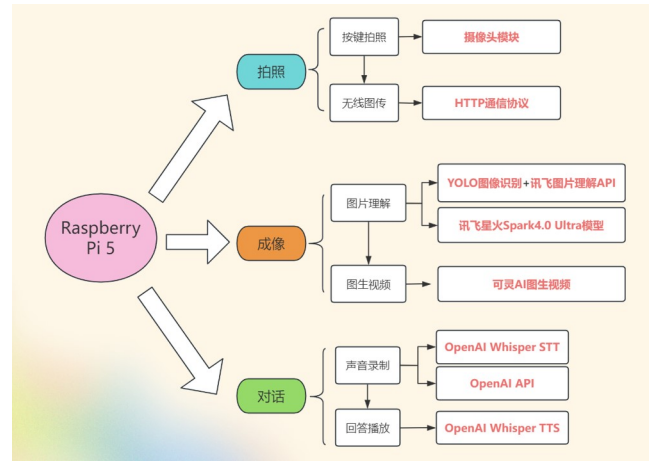 Raspberry
Pi 5
拍照
按键拍照
摄像头模块
无线图传
HTTP通信协议
成像
图片理解
YOLO图像识别+讯飞图片理解API
讯飞星火Spark4.0 Ultra模型
图生视频
可灵AI图生视频
对话
声音录制
OpenAI Whisper STT
OpenAI API
回答播放
OpenAI Whisper TTS